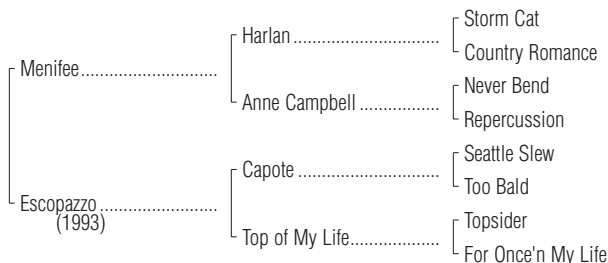 Storm Cat
Harlan
Country Romance
Menifee
Never Bend
Anne Campbell
Repercussion
Seattle Slew
Capote
Too Bald
Escopazzo
(1993)
Topsider
Top of My Life
For Once'n My Life